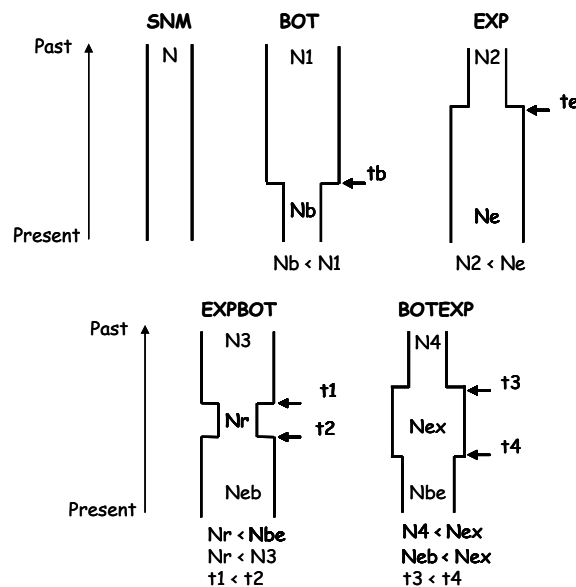 SNM BOT EXP
Past N N1 N2
te
tb
Nb Ne
Present
Nb < N1 N2 < Ne
EXPBOT BOTEXP
Past N3 N4
t1 t3
Nr Nex
t2 t4
Neb Nbe
Present
Nr < Nbe N4 < Nex
Nr < N3 Neb < Nex
t1 < t2 t3 < t4